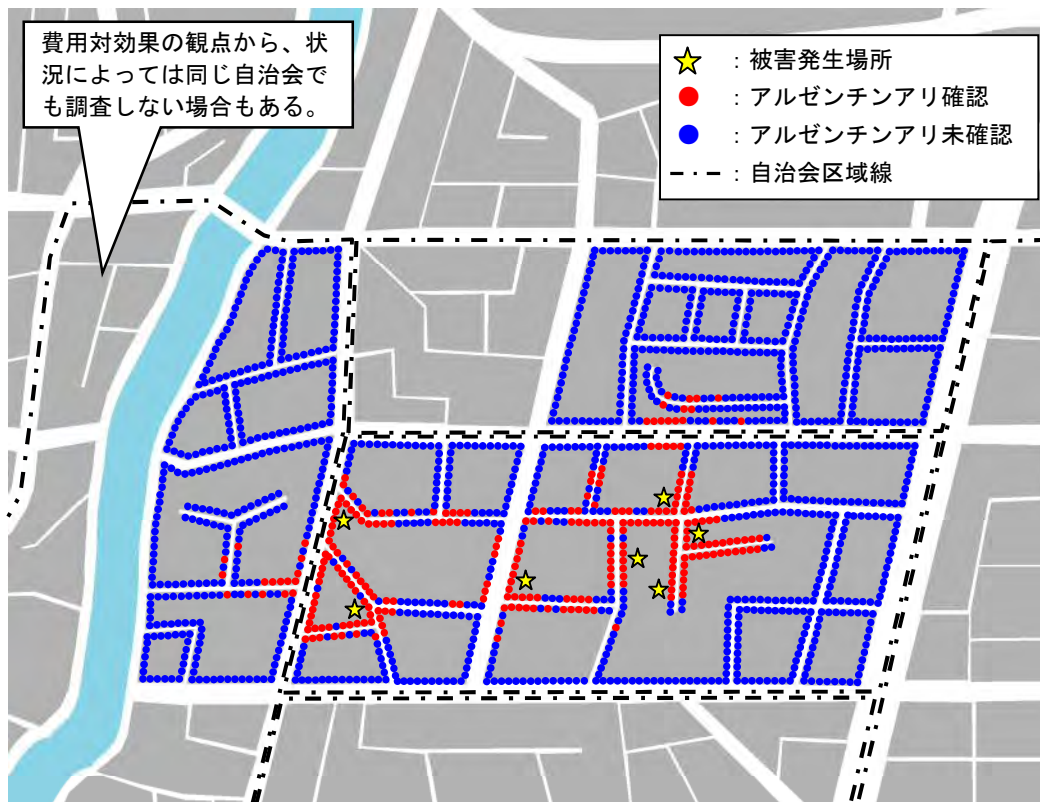 費用対効果の観点から、状
況によっては同じ自治会で
も調査しない場合もある。
：被害発生場所
：アルゼンチンアリ確認
：アルゼンチンアリ未確認
：自治会区域線